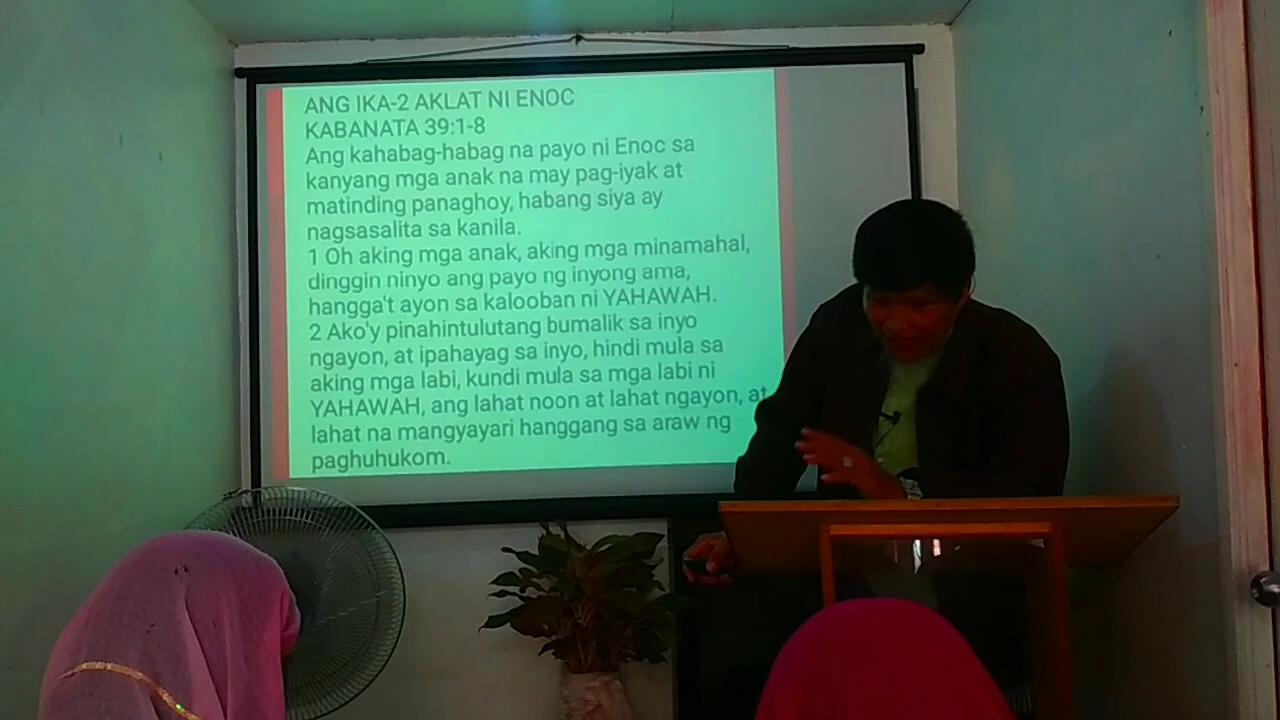 ANG IKA-2 AKLAT NI ENOC
KABANATA 39:1-8
Ang kahabag-habag na payo ni Enoc sa
kanyang mga anak na may pag-iyak at
matinding panaghoy, habang siya ay
nagsasalita sa kanila.
1 Oh aking mga anak, aking mga minamahal,
dinggin ninyo ang payo ng inyong ama,
hangga't ayon sa kalooban ni YAHAWAH.
2 Ako'y pinahintulutang bumalik sa inyo
ngayon, at ipahayag sa inyo, hindi mula sa
aking mga labi, kundi mula sa mga labi ni
YAHAWAH, ang lahat noon at lahat ngayon, at
lahat na mangyayari hanggang sa araw ng
paghuhukom.